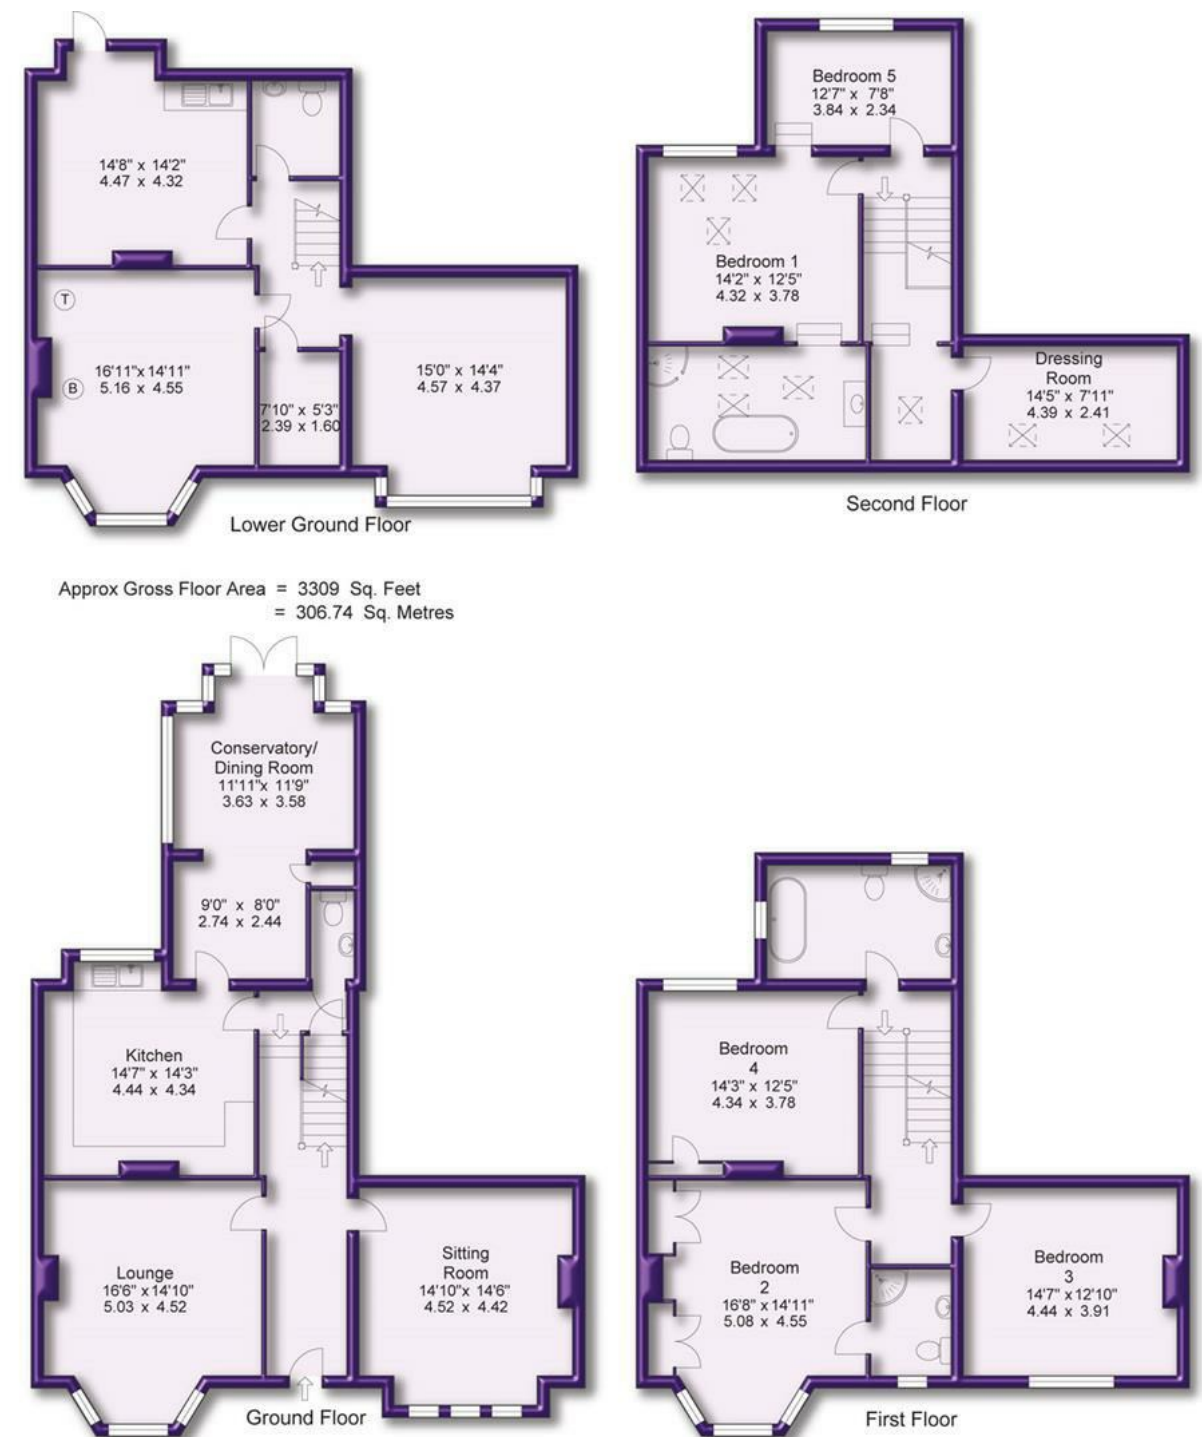 14'8" x 14'2"
4.47 x 4.32
T
B
16'11"x 14'11"
5.16 x 4.55
7'10" x 5'3"
2.39 x 1.60
15'0" x 14'4"
4.57 x 4.37
Lower Ground Floor
Bedroom 5
12'7" x 7'8"
3.84 x 2.34
Bedroom 1
14'2" x 12'5"
4.32 x 3.78
Dressing
Room
14'5" x 7'11"
4.39 x 2.41
Second Floor
Approx Gross Floor Area = 3309 Sq. Feet
= 306.74 Sq. Metres
Conservatory/
Dining Room
11'11"x 11'9"
3.63 x 3.58
9'0" x 8'0"
2.74 x 2.44
Kitchen
14'7" x 14'3"
4.44 x 4.34
Lounge
16'6" x 14'10"
5.03 x 4.52
Sitting
Room
14'10"x 14'6"
4.52 x 4.42
Ground Floor
Bedroom
4
14'3" x 12'5"
4.34 x 3.78
Bedroom
2
16'8" x 14'11"
5.08 x 4.55
Bedroom
3
14'7" x 12'10"
4.44 x 3.91
First Floor